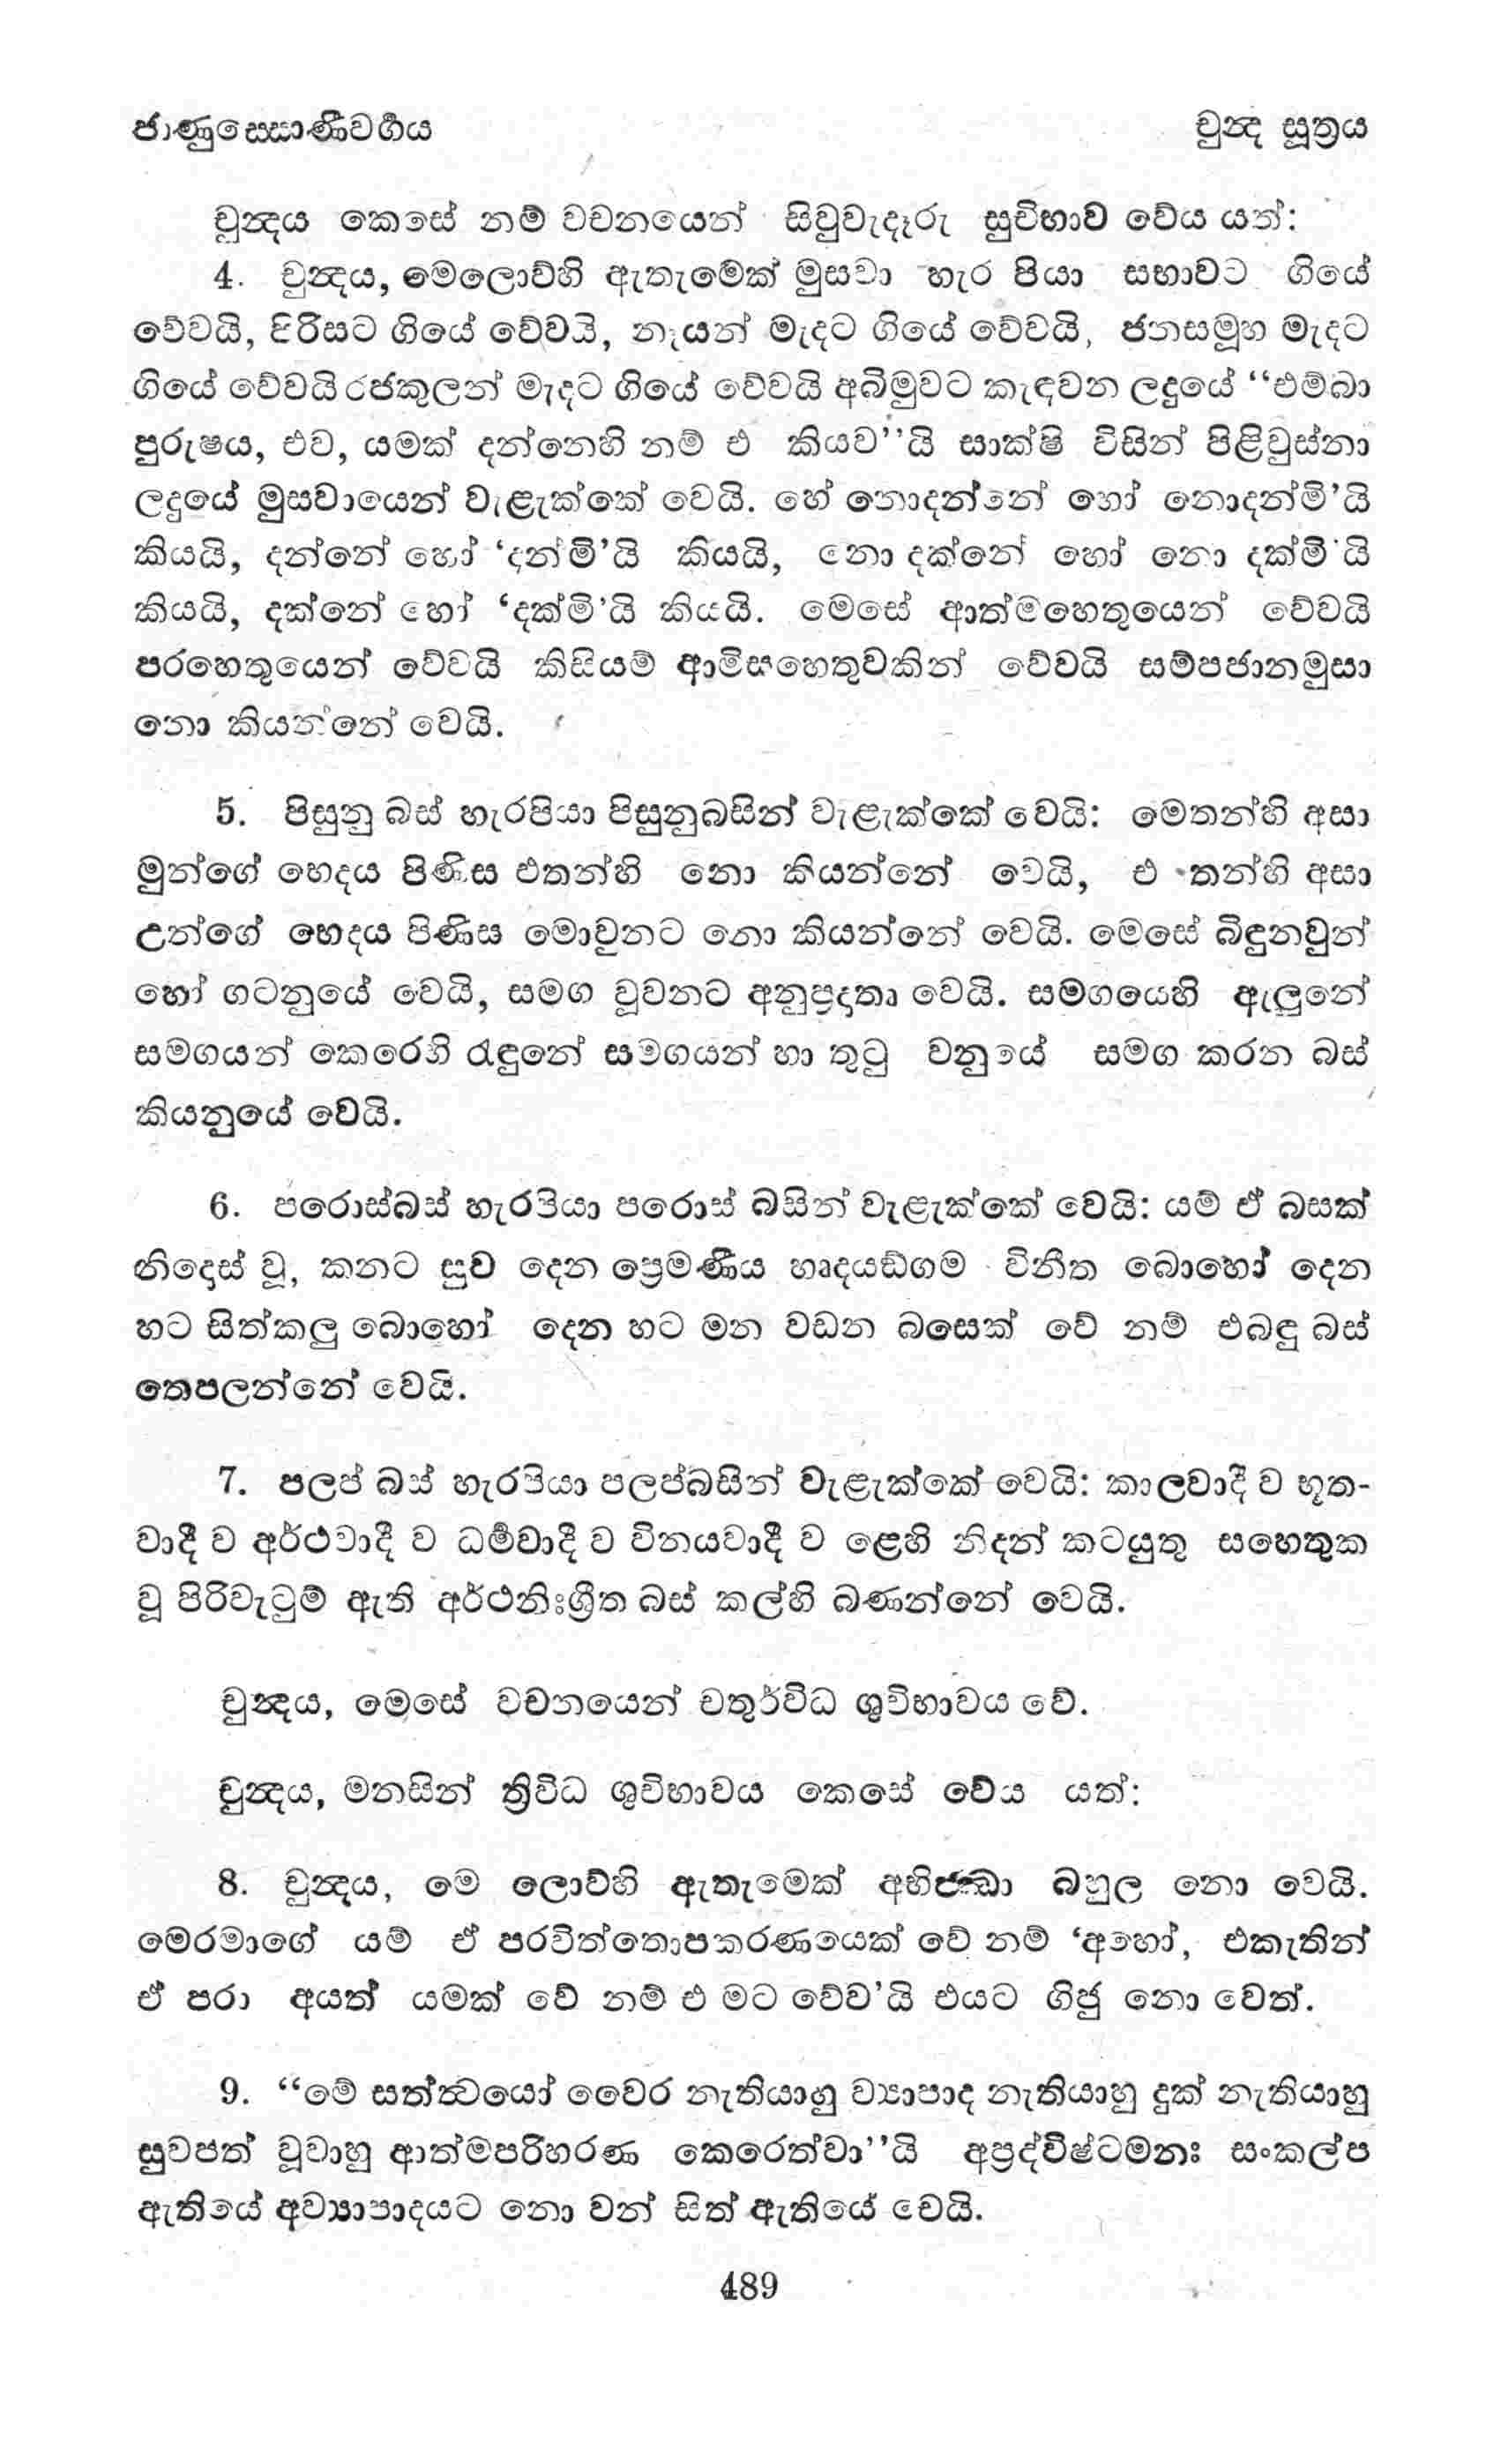 ජාණුස්සොණිවර්‍ගය	චුන්‍ද සූත්‍රය
චුන්‍දය කෙසේ නම් වචනයෙන් සිවුවැදෑරු සුචිභාව වේය යත්:
4. චුන්‍දය, මෙලොව්හි ඇතැමෙක් මුසවා හැර පියා සභාවට ගියේ
වේවයි, පිරිසට ගියේ වේවයි, නෑයන් මැදට ගියේ වේවයි, ජනසමූහ මැදට
ගියේ වේවයි රජකුලන් මැදට ගියේ වේවයි අබිමුවට කැඳවන ලදුයේ “එම්බා
පුරුෂය, එව, යමක් දන්නෙහි නම් එ කියව”යි සාක්ෂි විසින් පිළිවුස්නා
ලදුයේ මුසවායෙන් වැළැක්කේ වෙයි. හේ නොදන්නේ හෝ නොදන්මි’යි
කියයි, දන්නේ හෝ ‘දන්මි’යි කියයි, නො දක්නේ හෝ නො දක්මි’යි
කියයි, දක්නේ හෝ ‘දක්මි’යි කියයි. මෙසේ ආත්මහෙතුයෙන් වේවයි
පරහෙතුයෙන් වේවයි කිසියම් ආමිසහෙතුවකින් වේවයි සම්පජානමුසා
නො කියන්නේ වෙයි.
5. පිසුනු බස් හැරපියා පිසුනුබසින් වැළැක්කේ වෙයි: මෙතන්හි අසා
මුන්ගේ භෙදය පිණිස එතන්හි නො කියන්නේ වෙයි, එ තන්හි අසා
උන්ගේ භෙදය පිණිස මොවුනට නො කියන්නේ වෙයි. මෙසේ බිඳුනවුන්
හෝ ගටනුයේ වෙයි, සමග වූවනට අනුප්‍රදාතෘ වෙයි. සමගයෙහි ඇලුනේ
සමගයන් කෙරෙහි රැඳුනේ සමගයන් හා තුටු වනුයේ සමග කරන බස්
කියනුයේ වෙයි.
6. පරොස්බස් හැරපියා පරොස් බසින් වැළැක්කේ වෙයි: යම් ඒ බසක්
නිදොස් වූ, කනට සුව දෙන ප්‍රෙමණීය හෘදයඞ්ගම විනීත බොහෝ දෙන
හට සිත්කලු බොහෝ දෙන හට මන වඩන බසෙක් වේ නම් එබඳු බස්
තෙපලන්නේ වෙයි.
7. පලප් බස් හැරපියා පලප්බසින් වැළැක්කේ වෙයි: කාලවාදී ව භූත-
වාදී ව අර්ථවාදී ව ධර්‍මවාදී ව විනයවාදී ව ළෙහි නිදන් කටයුතු සහෙතුක
වූ පිරිවැටුම් ඇති අර්ථනිඃශ්‍රිත බස් කල්හි බණන්නේ වෙයි.
චුන්‍දය, මෙසේ වචනයෙන් චතුර්විධ ශුචිභාවය වේ.
චුන්‍දය, මනසින් ත්‍රිවිධ ශුචිභාවය කෙසේ වේය යත්:
8. චුන්‍දය, මෙ ලොව්හි ඇතැමෙක් අභිජ්ඣා බහුල නො වෙයි.
මෙරමාගේ යම් ඒ පරවිත්තොපකරණයෙක් වේ නම් ‘අහෝ, එකැතින්
ඒ පරා අයත් යමක් වේ නම් එ මට වේව’යි එයට ගිජු නො වෙත්.
9. “මේ සත්ත්‍වයෝ වෛර නැතියාහු ව්‍යාපාද නැතියාහු දුක් නැතියාහු
සුවපත් වූවාහු ආත්මපරිහරණ කෙරෙත්වා”යි අප්‍රද්විෂ්ටමනඃ සංකල්ප
ඇතියේ අව්‍යාපාදයට නො වන් සිත් ඇතියේ වෙයි.
489